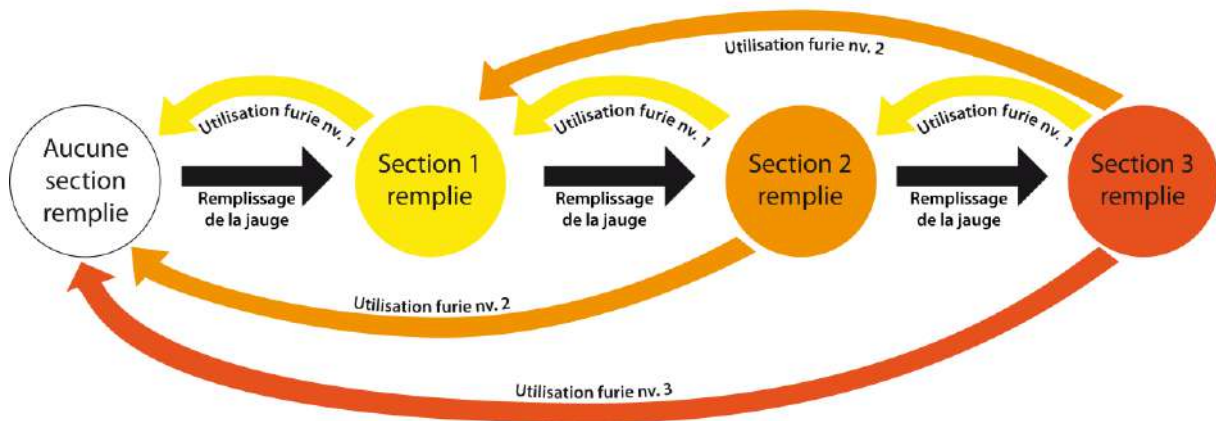 Utilisation furie nv. 2
Utilisation furie nv. 1
Utilisation furie nv. 1
Utilisation furie nv. 1
Aucune
section
remplie
Section 1
remplie
Section 2
remplie
Section 3
remplie
Remplissage
de la jauge
Remplissage
de la jauge
Remplissage
de la jauge
Utilisation furie nv. 2
Utilisation furie nv. 3